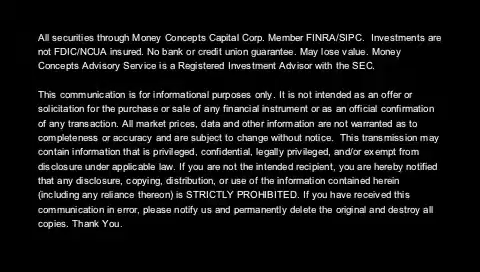 All securities through Money Concepts Capital Corp. Member FINRA/SIPC.  Investments are
not FDIC/NCUA insured. No bank or credit union guarantee. May lose value. Money
Concepts Advisory Service is a Registered Investment Advisor with the SEC.
This communication is for informational purposes only. It is not intended as an offer or
solicitation for the purchase or sale of any financial instrument or as an official confirmation
of any transaction. All market prices, data and other information are not warranted as to
completeness or accuracy and are subject to change without notice.  This transmission may
contain information that is privileged, confidential, legally privileged, and/or exempt from
disclosure under applicable law. If you are not the intended recipient, you are hereby notified
that any disclosure, copying, distribution, or use of the information contained herein
(including any reliance thereon) is STRICTLY PROHIBITED. If you have received this
communication in error, please notify us and permanently delete the original and destroy all
copies. Thank You.